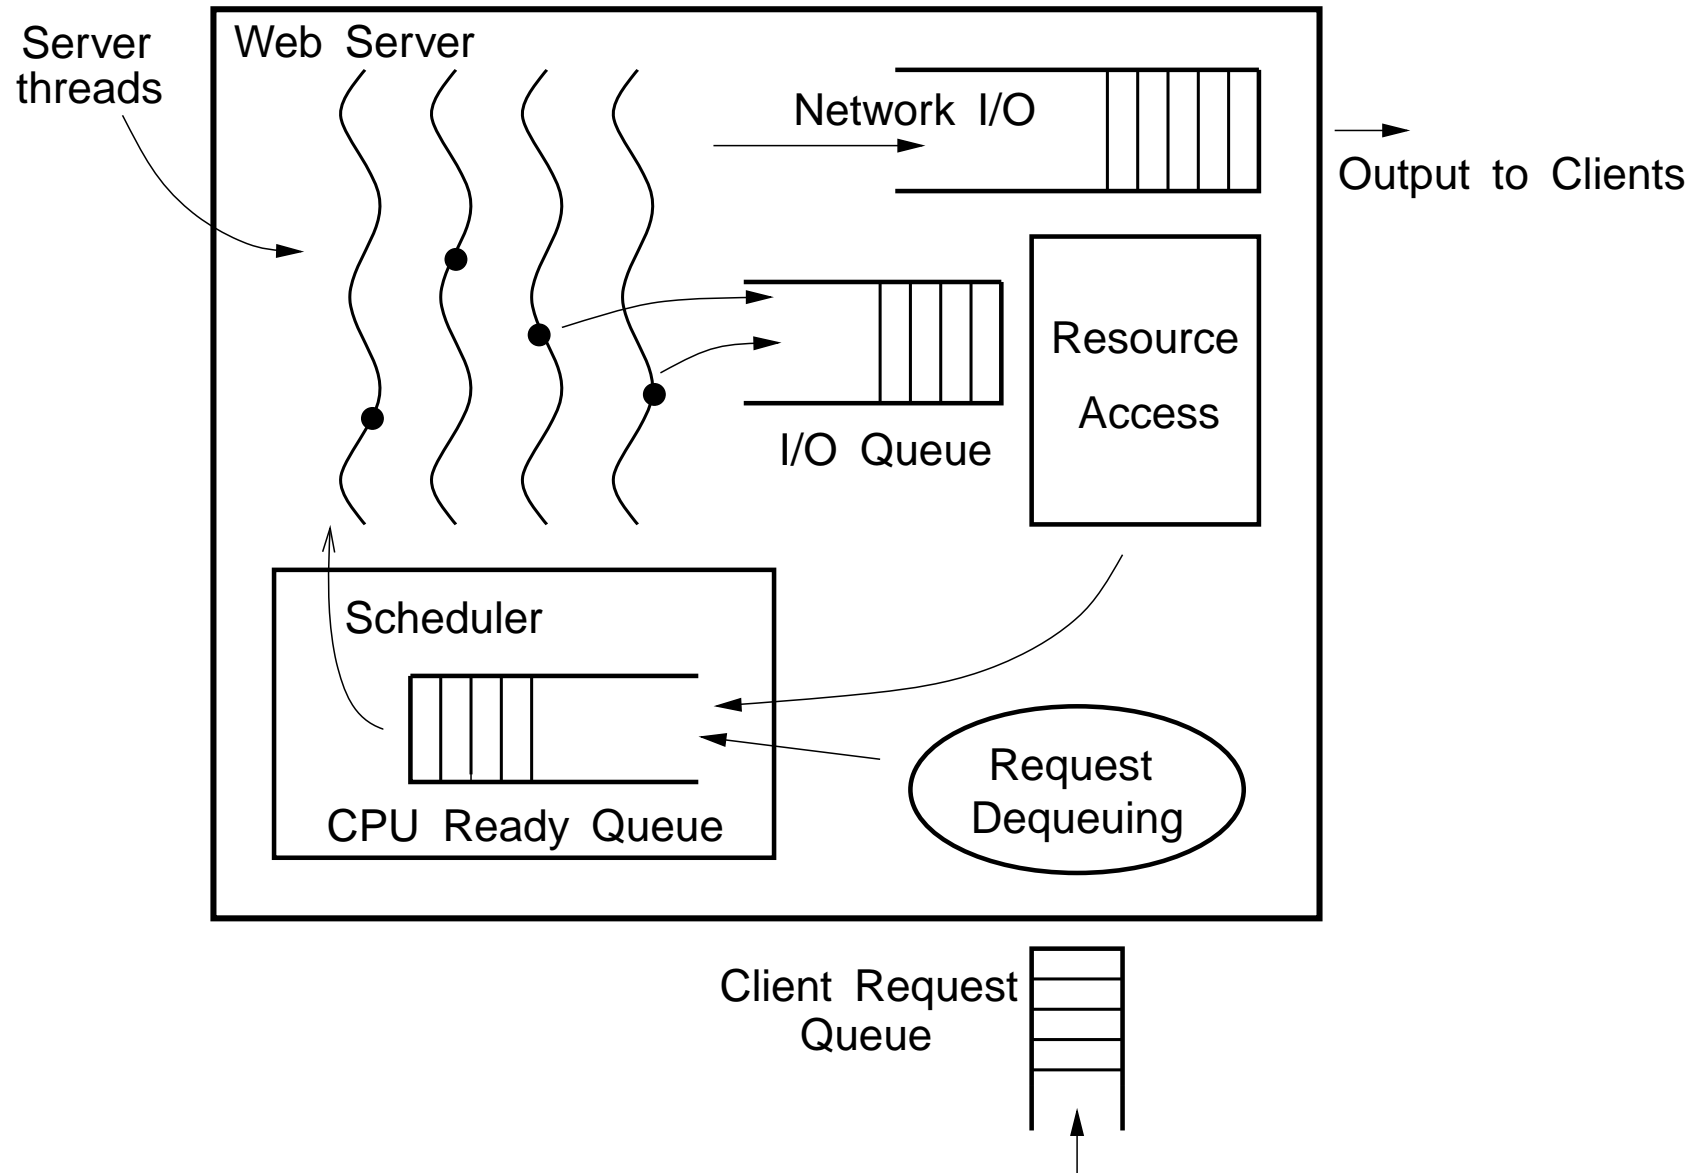 Server
threads
Web Server
Network I/O
Output to Clients
Resource
Access
I/O Queue
Scheduler
CPU Ready Queue
Request
Dequeuing
Client Request
Queue